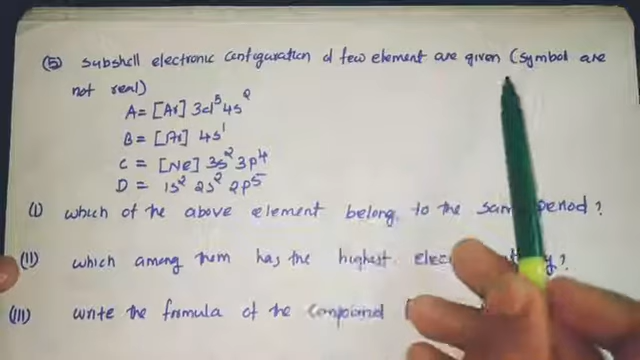 (5) Subshell electronic configuration of few element are given (Symbol are
not real)
A = [Ar] 3d⁵ 4s²
B = [Ar] 4s¹
C = [Ne] 3s² 3p⁴
D = 1s² 2s² 2p⁵
(I) Which of the above element belong to the same period?
(II) which among them has the highest
(III) Write the formula of the compound